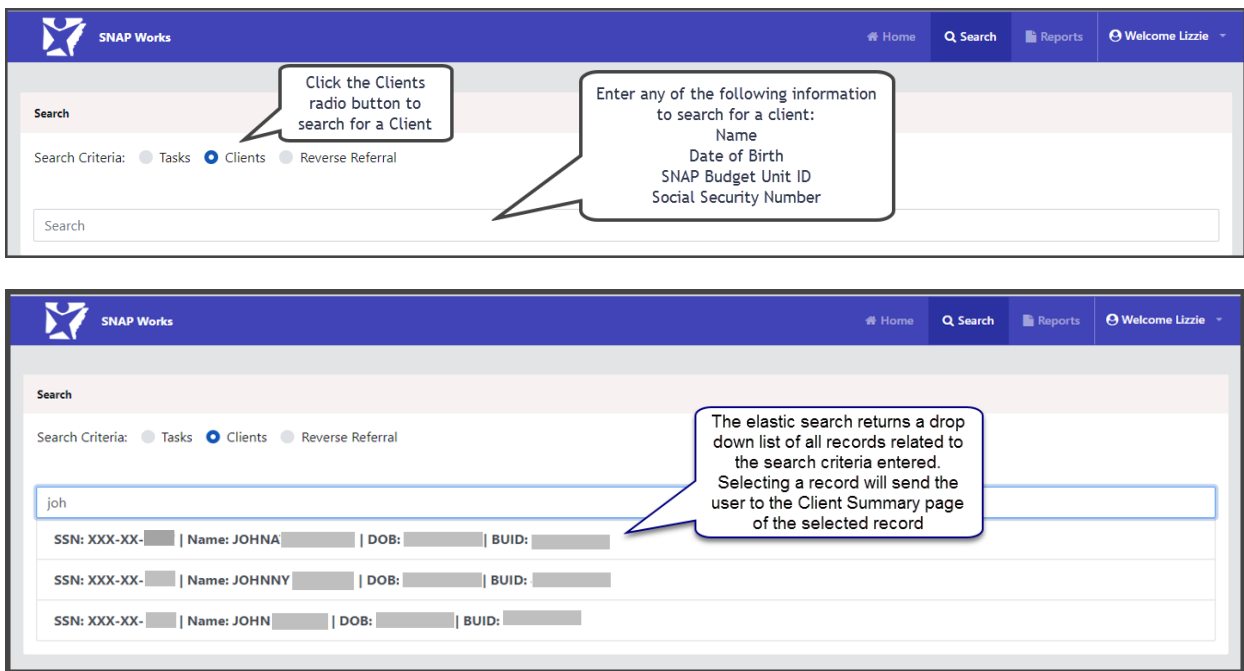 SNAP Works
Home
Search
Reports
Welcome Lizzie
Click the Clients
radio button to
search for a Client
Enter any of the following information
to search for a client:
Name
Date of Birth
SNAP Budget Unit ID
Social Security Number
Search
Search Criteria: Tasks Clients Reverse Referral
Search
SNAP Works
Home
Search
Reports
Welcome Lizzie
Search
Search Criteria: Tasks Clients Reverse Referral
The elastic search returns a drop
down list of all records related to
the search criteria entered.
Selecting a record will send the
user to the Client Summary page
of the selected record
joh
SSN: XXX-XX- | Name: JOHNA | DOB: | BUID:
SSN: XXX-XX- | Name: JOHNNY | DOB: | BUID:
SSN: XXX-XX- | Name: JOHN | DOB: | BUID: